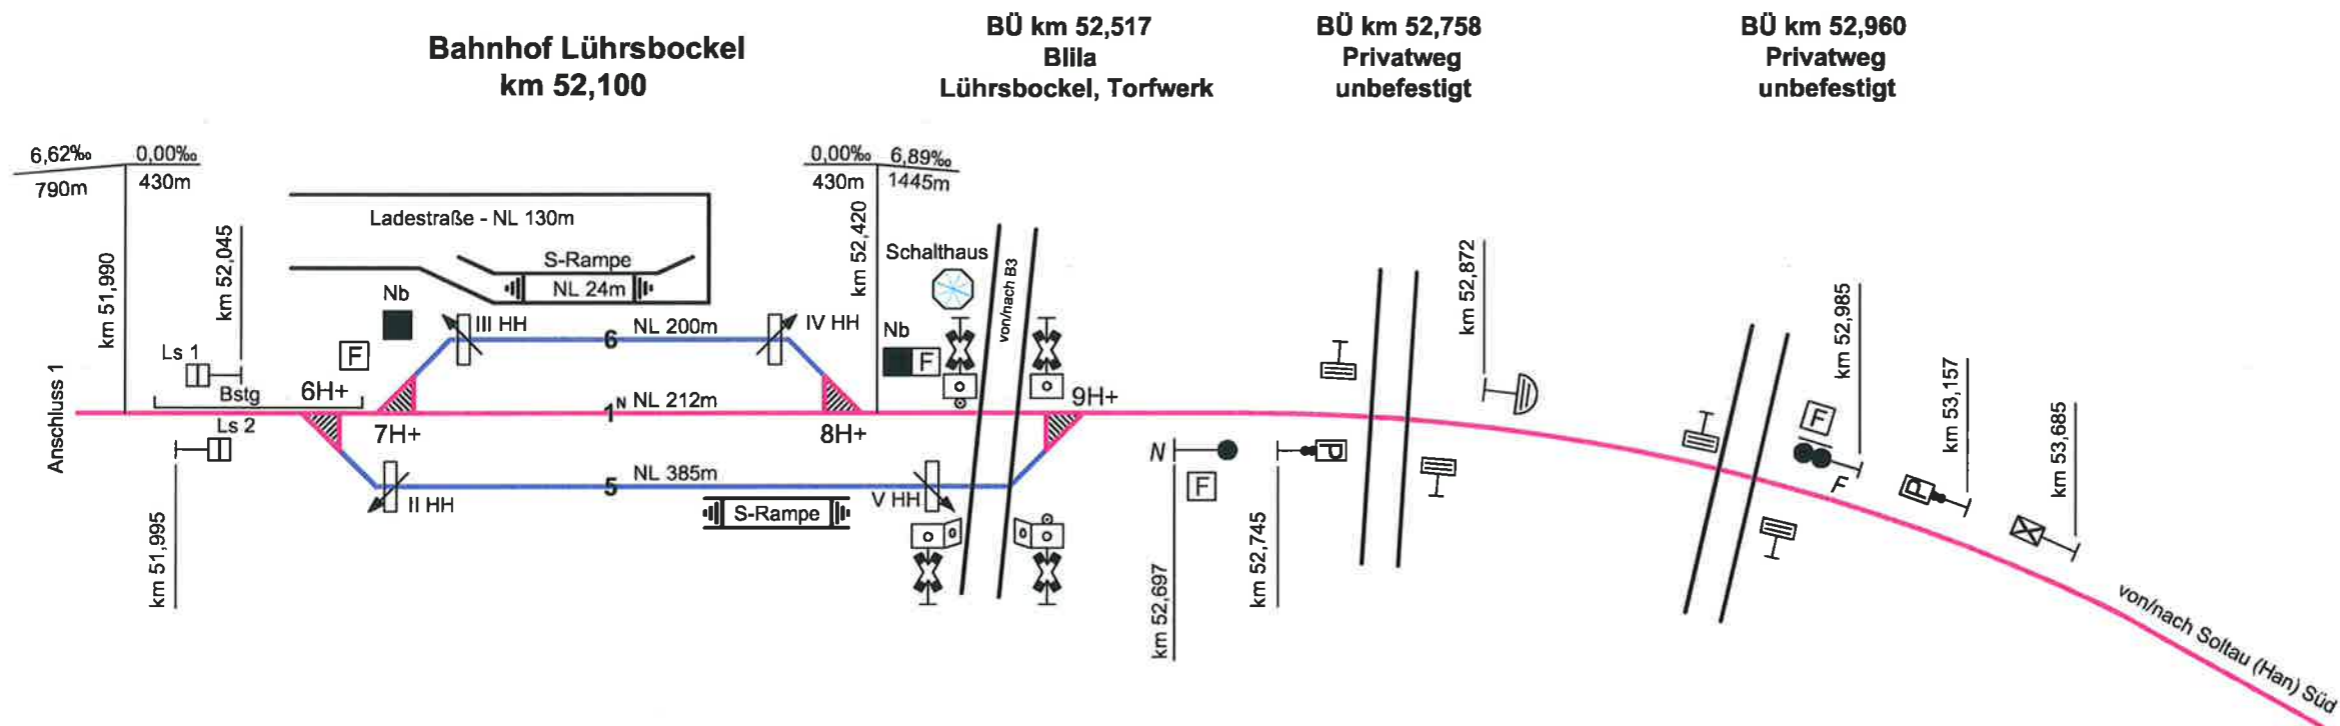 Bahnhof Lührsbockel
km 52,100
BÜ km 52,517
Blila
Lührsbockel, Torfwerk
BÜ km 52,758
Privatweg
unbefestigt
BÜ km 52,960
Privatweg
unbefestigt
6,62‰ 0,00‰
790m 430m
0,00‰ 6,89‰
430m 1445m
km 51,990
km 52,045
Ladestraße - NL 130m
S-Rampe
NL 24m
km 52,420
Schalthaus
von/nach B3
km 52,872
km 52,985
km 53,157
km 53,685
Nb
III HH
6 NL 200m
IV HH
Nb
F
F
F
Ls 1
Anschluss 1
Bstg
6H+
1 N NL 212m
9H+
7H+
8H+
Ls 2
N
F
P
F
P
II HH
5 NL 385m
V HH
S-Rampe
km 51,995
km 52,697
km 52,745
von/nach Soltau (Han) Süd